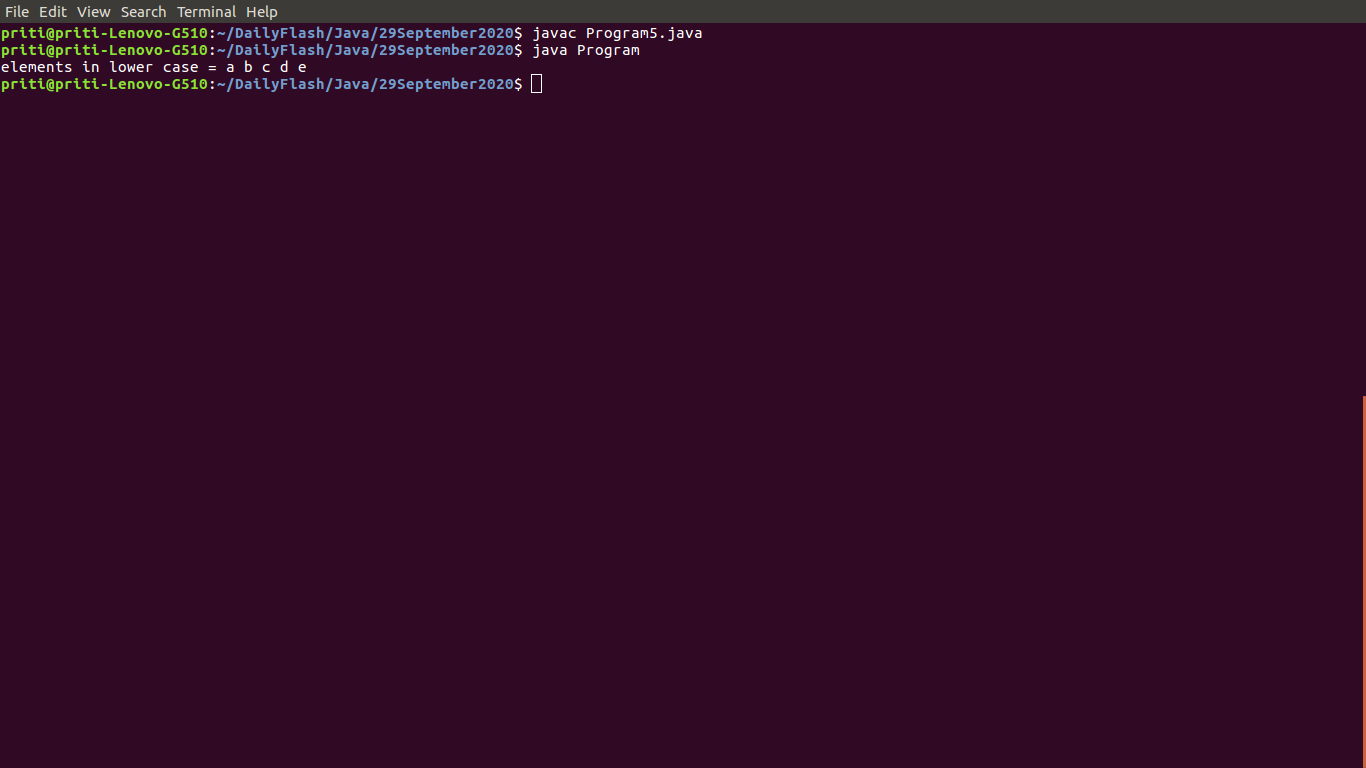 File Edit View Search Terminal Help
priti@priti-Lenovo-G510:~/DailyFlash/Java/29September2020$ javac Program5.java
priti@priti-Lenovo-G510:~/DailyFlash/Java/29September2020$ java Program
elements in lower case = a b c d e
priti@priti-Lenovo-G510:~/DailyFlash/Java/29September2020$